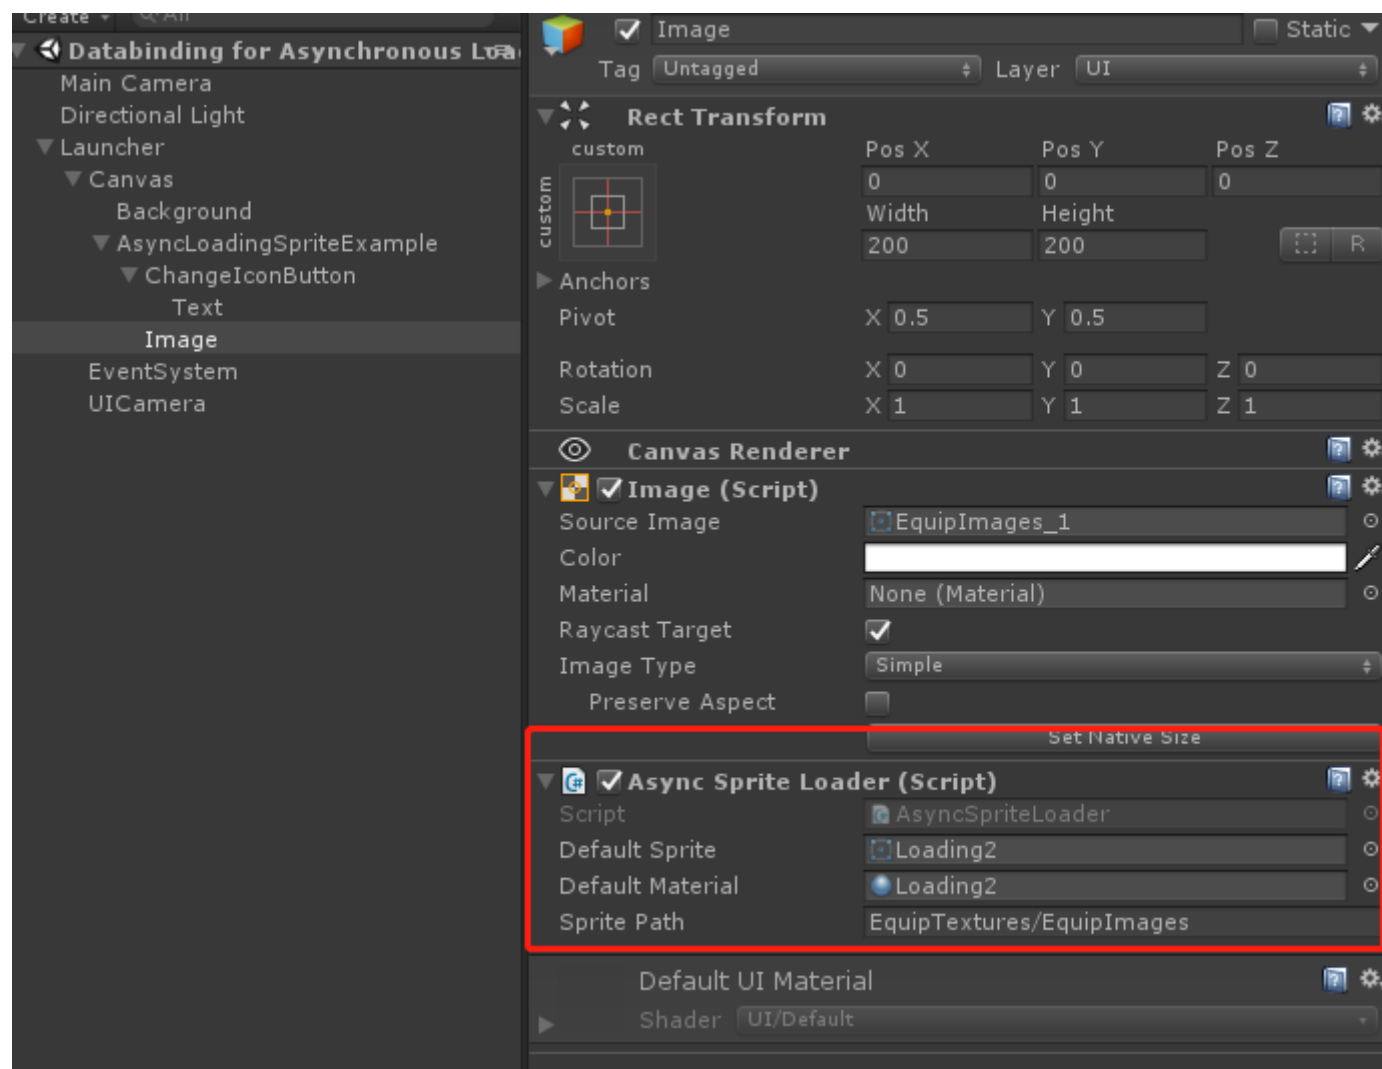 Create
All
Databinding for Asynchronous Loa
Main Camera
Directional Light
Launcher
Canvas
Background
AsyncLoadingSpriteExample
ChangeIconButton
Text
Image
EventSystem
UICamera
Image
Static
Tag Untagged Layer UI
Rect Transform
custom Pos X Pos Y Pos Z
custom
0 0 0
Width Height
200 200 R
Anchors
Pivot X 0.5 Y 0.5
Rotation X 0 Y 0 Z 0
Scale X 1 Y 1 Z 1
Canvas Renderer
Image (Script)
Source Image EquipImages_1
Color
Material None (Material)
Raycast Target
Image Type Simple
Preserve Aspect
Set Native Size
Async Sprite Loader (Script)
Script AsyncSpriteLoader
Default Sprite Loading2
Default Material Loading2
Sprite Path EquipTextures/EquipImages
Default UI Material
Shader UI/Default